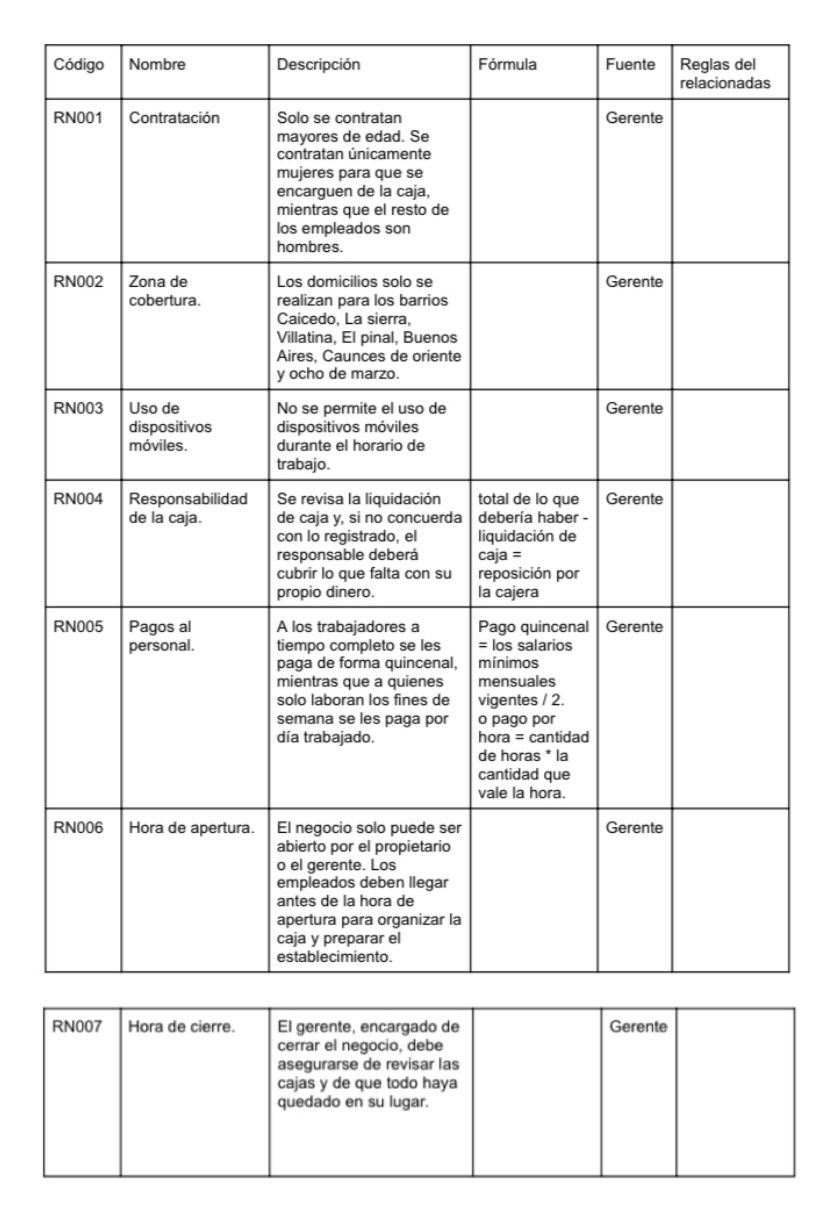 Código Nombre Descripción Fórmula Fuente Reglas del
relacionadas
RN001 Contratación Solo se contratan
mayores de edad. Se
contratan únicamente
mujeres para que se
encarguen de la caja,
mientras que el resto de
los empleados son
hombres.
Gerente
RN002 Zona de
cobertura.
Los domicilios solo se
realizan para los barrios
Caicedo, La sierra,
Villatina, El pinal, Buenos
Aires, Caunces de oriente
y ocho de marzo.
Gerente
RN003 Uso de
dispositivos
móviles.
No se permite el uso de
dispositivos móviles
durante el horario de
trabajo.
Gerente
RN004 Responsabilidad
de la caja.
Se revisa la liquidación
de caja y, si no concuerda
con lo registrado, el
responsable deberá
cubrir lo que falta con su
propio dinero.
total de lo que
debería haber -
liquidación de
caja =
reposición por
la cajera
Gerente
RN005 Pagos al
personal.
A los trabajadores a
tiempo completo se les
paga de forma quincenal,
mientras que a quienes
solo laboran los fines de
semana se les paga por
día trabajado.
Pago quincenal
= los salarios
mínimos
mensuales
vigentes / 2.
o pago por
hora = cantidad
de horas * la
cantidad que
vale la hora.
Gerente
RN006 Hora de apertura. El negocio solo puede ser
abierto por el propietario
o el gerente. Los
empleados deben llegar
antes de la hora de
apertura para organizar la
caja y preparar el
establecimiento.
Gerente
RN007 Hora de cierre. El gerente, encargado de
cerrar el negocio, debe
asegurarse de revisar las
cajas y de que todo haya
quedado en su lugar.
Gerente